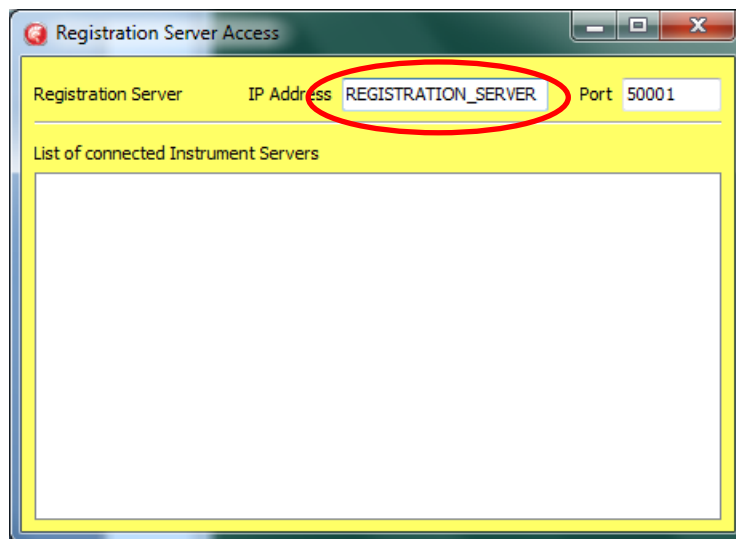 Registration Server Access
Registration Server IP Address REGISTRATION_SERVER Port 50001
List of connected Instrument Servers